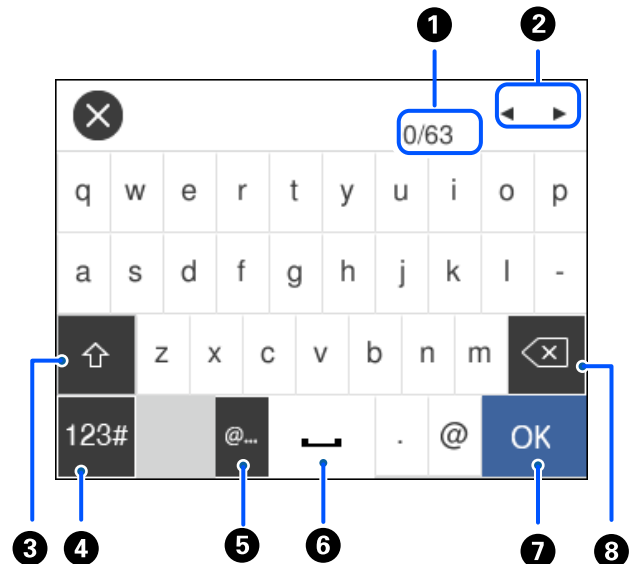 1 2
0/63
q w e r t y u i o p
a s d f g h j k l -
z x c v b n m
123# @... . @ OK
3 4 5 6 7 8